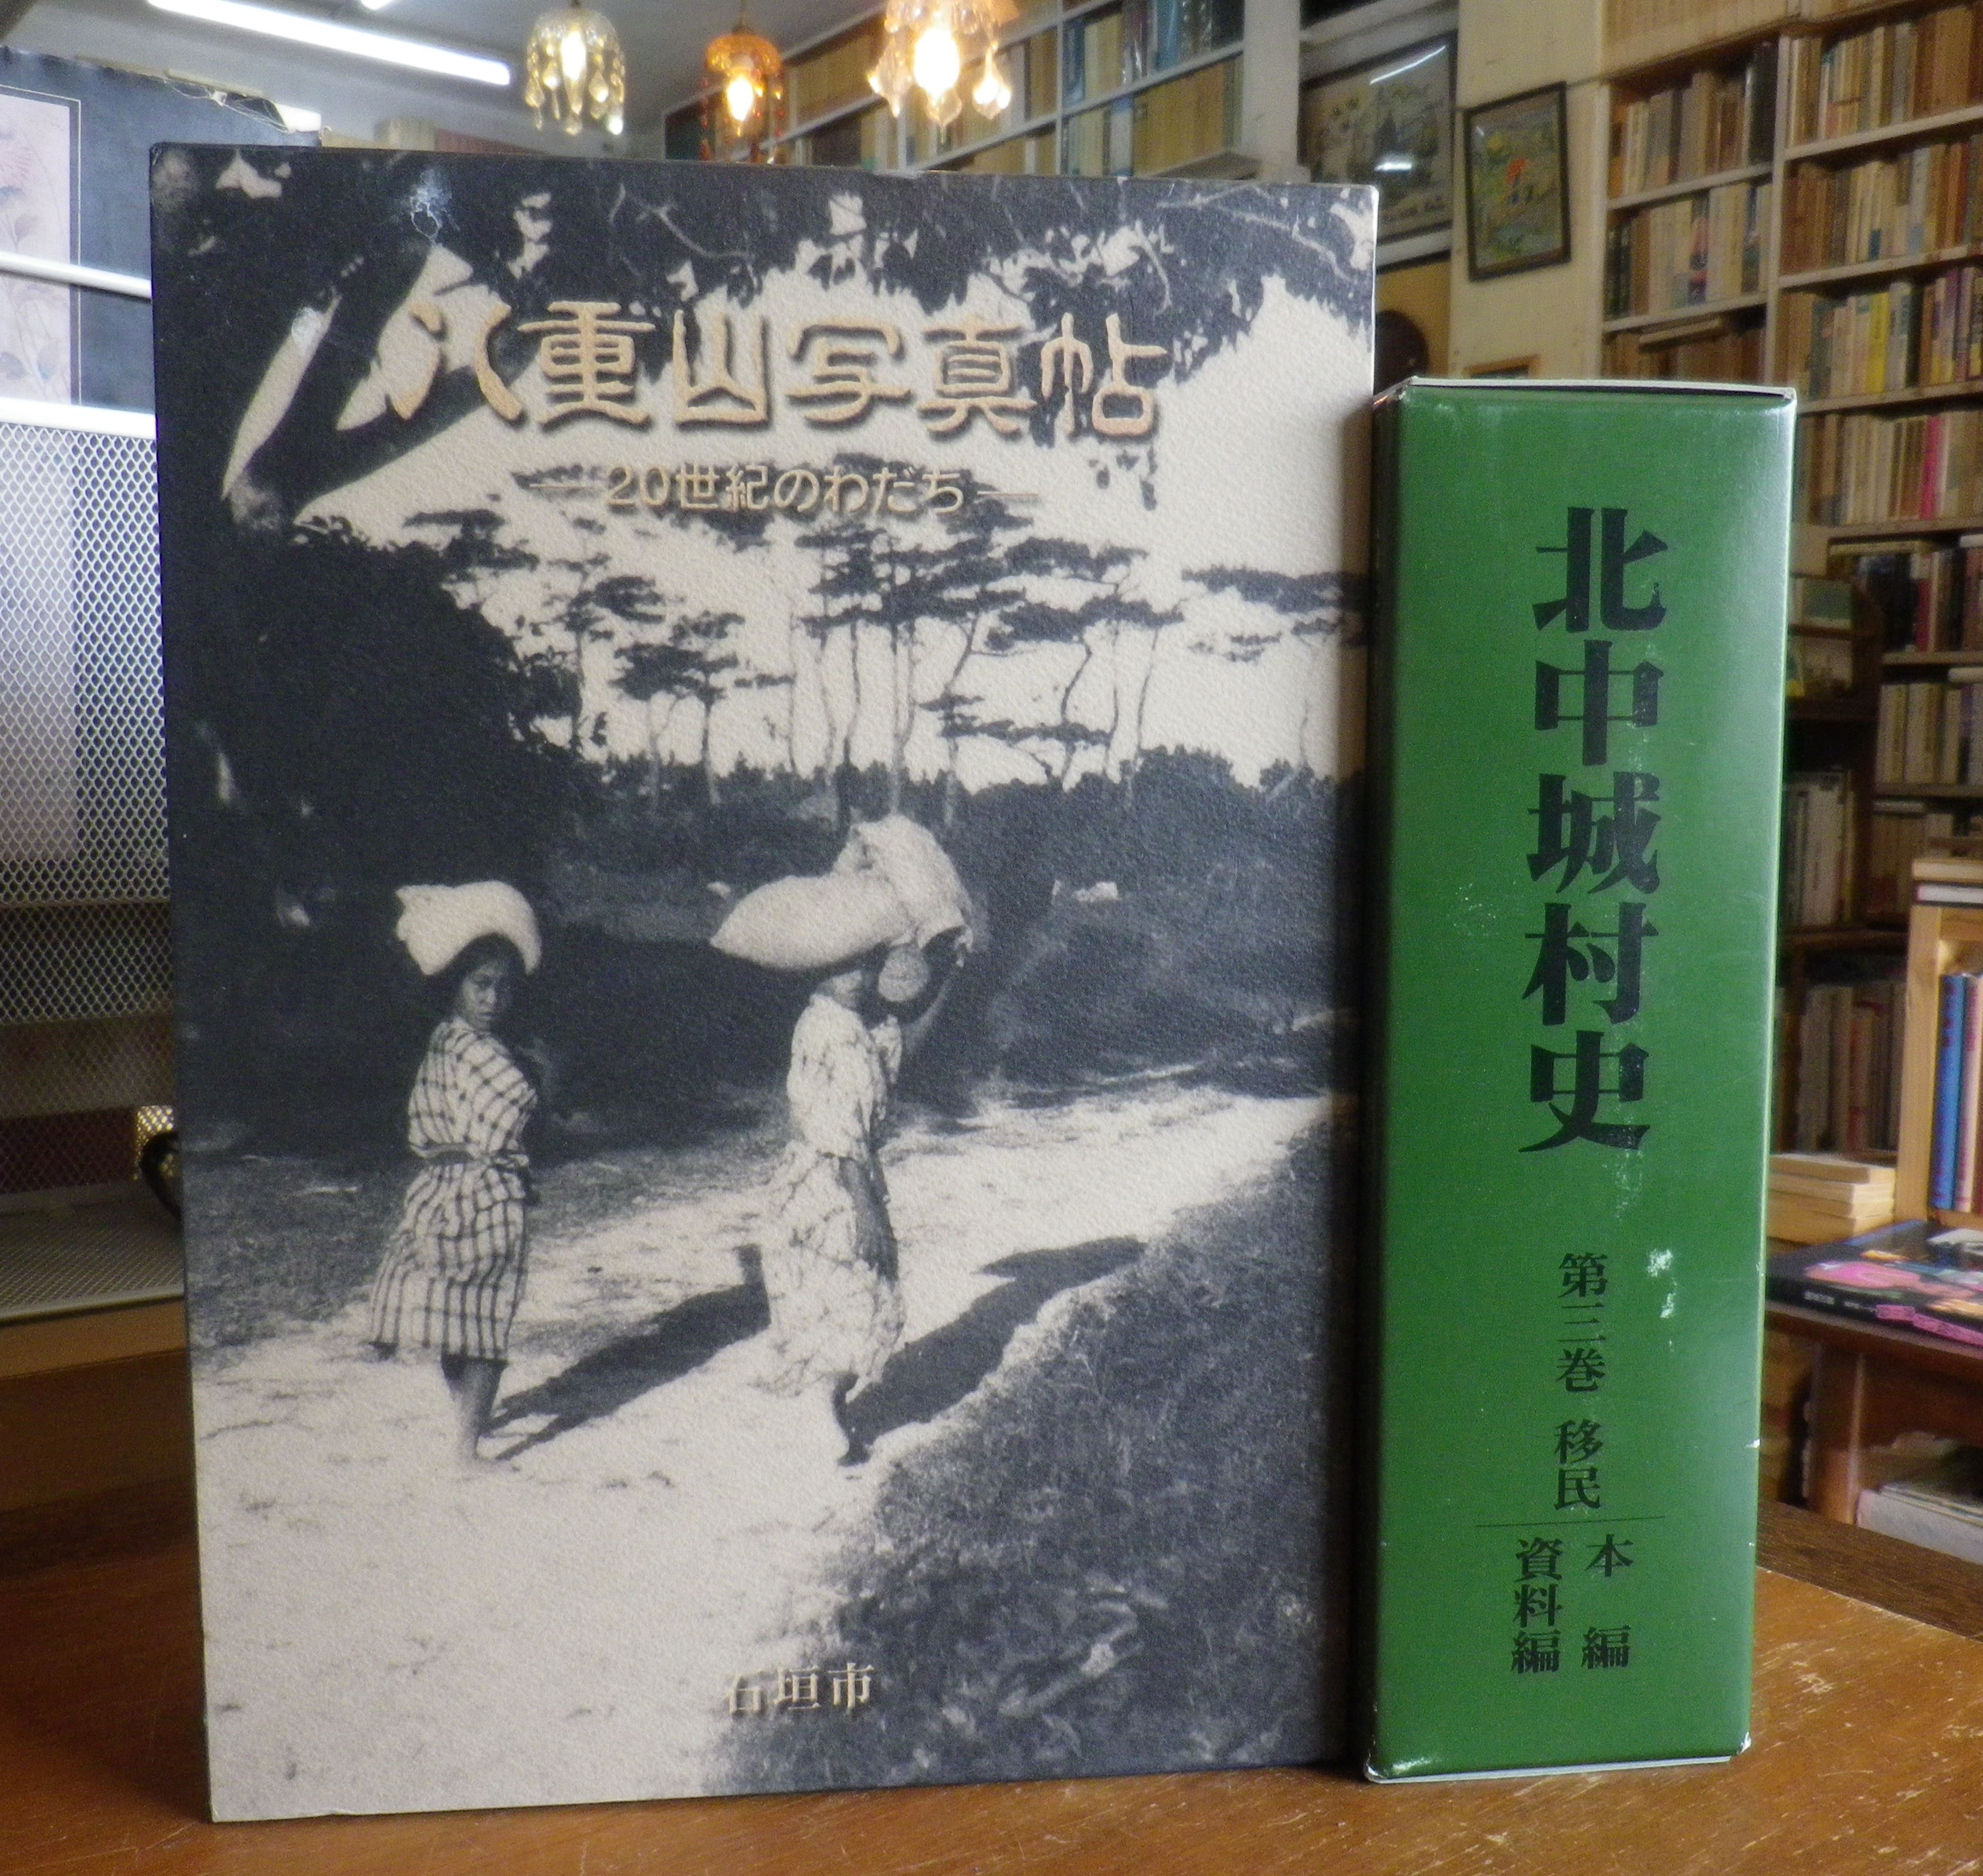 八重山写真帖
—20世紀のわだち—
石垣市
北中城村史
第三巻 移民
本編
資料編